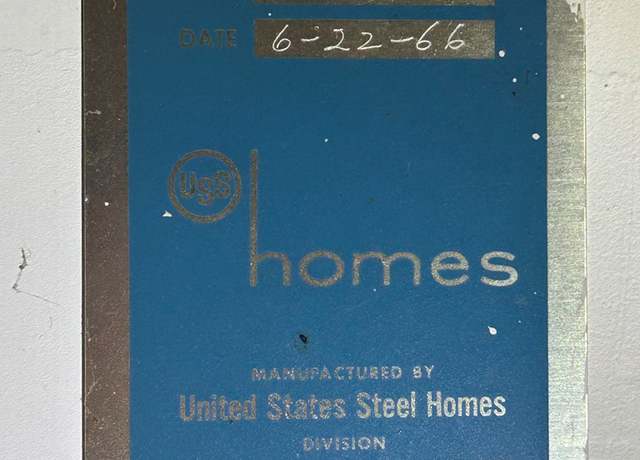 DATE 6-22-66
USS
homes
MANUFACTURED BY
United States Steel Homes
DIVISION